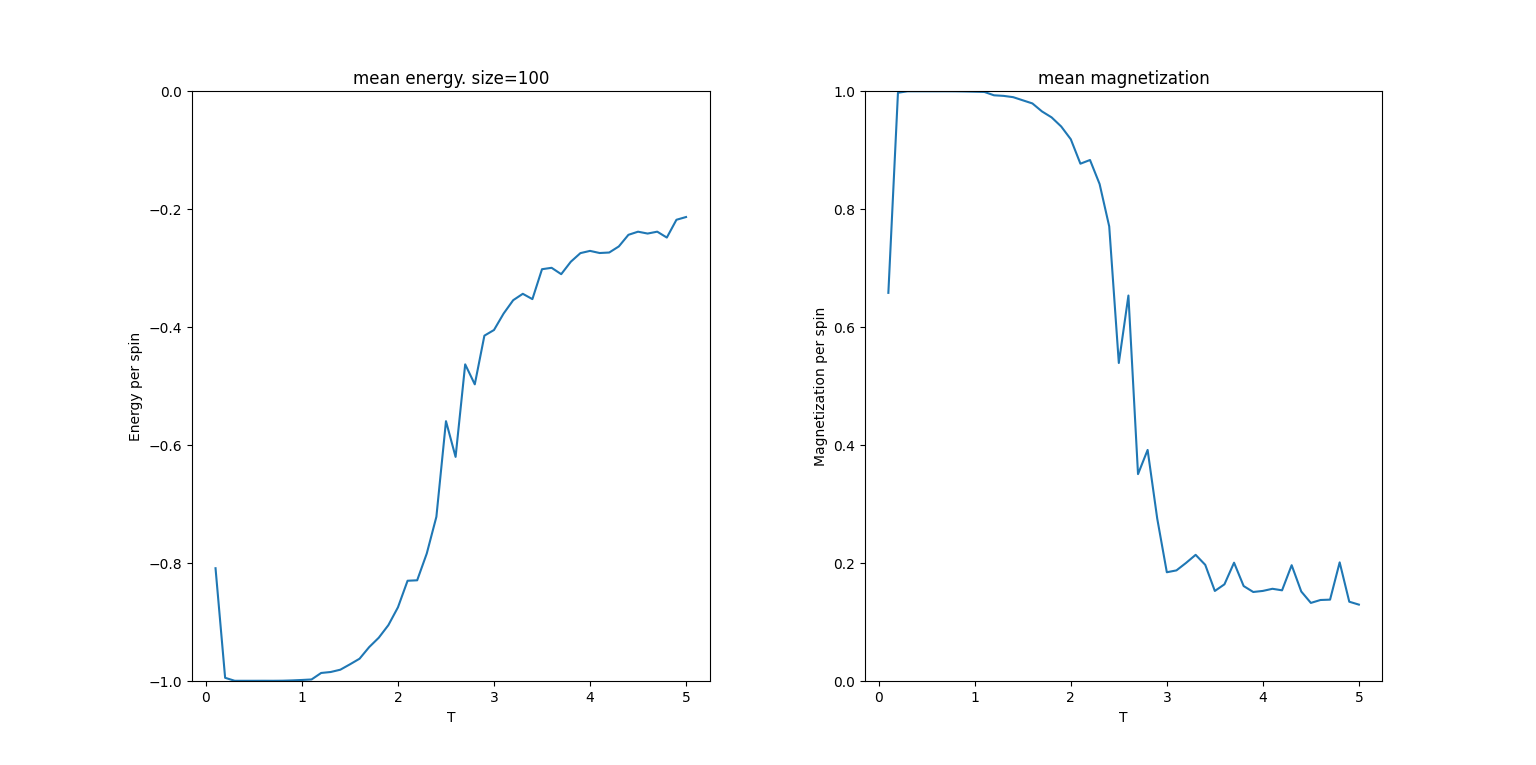 mean energy. size=100
0.0
−0.2
−0.4
−0.6
−0.8
−1.0
Energy per spin
0 1 2 3 4 5
T
mean magnetization
1.0
0.8
0.6
0.4
0.2
0.0
Magnetization per spin
0 1 2 3 4 5
T